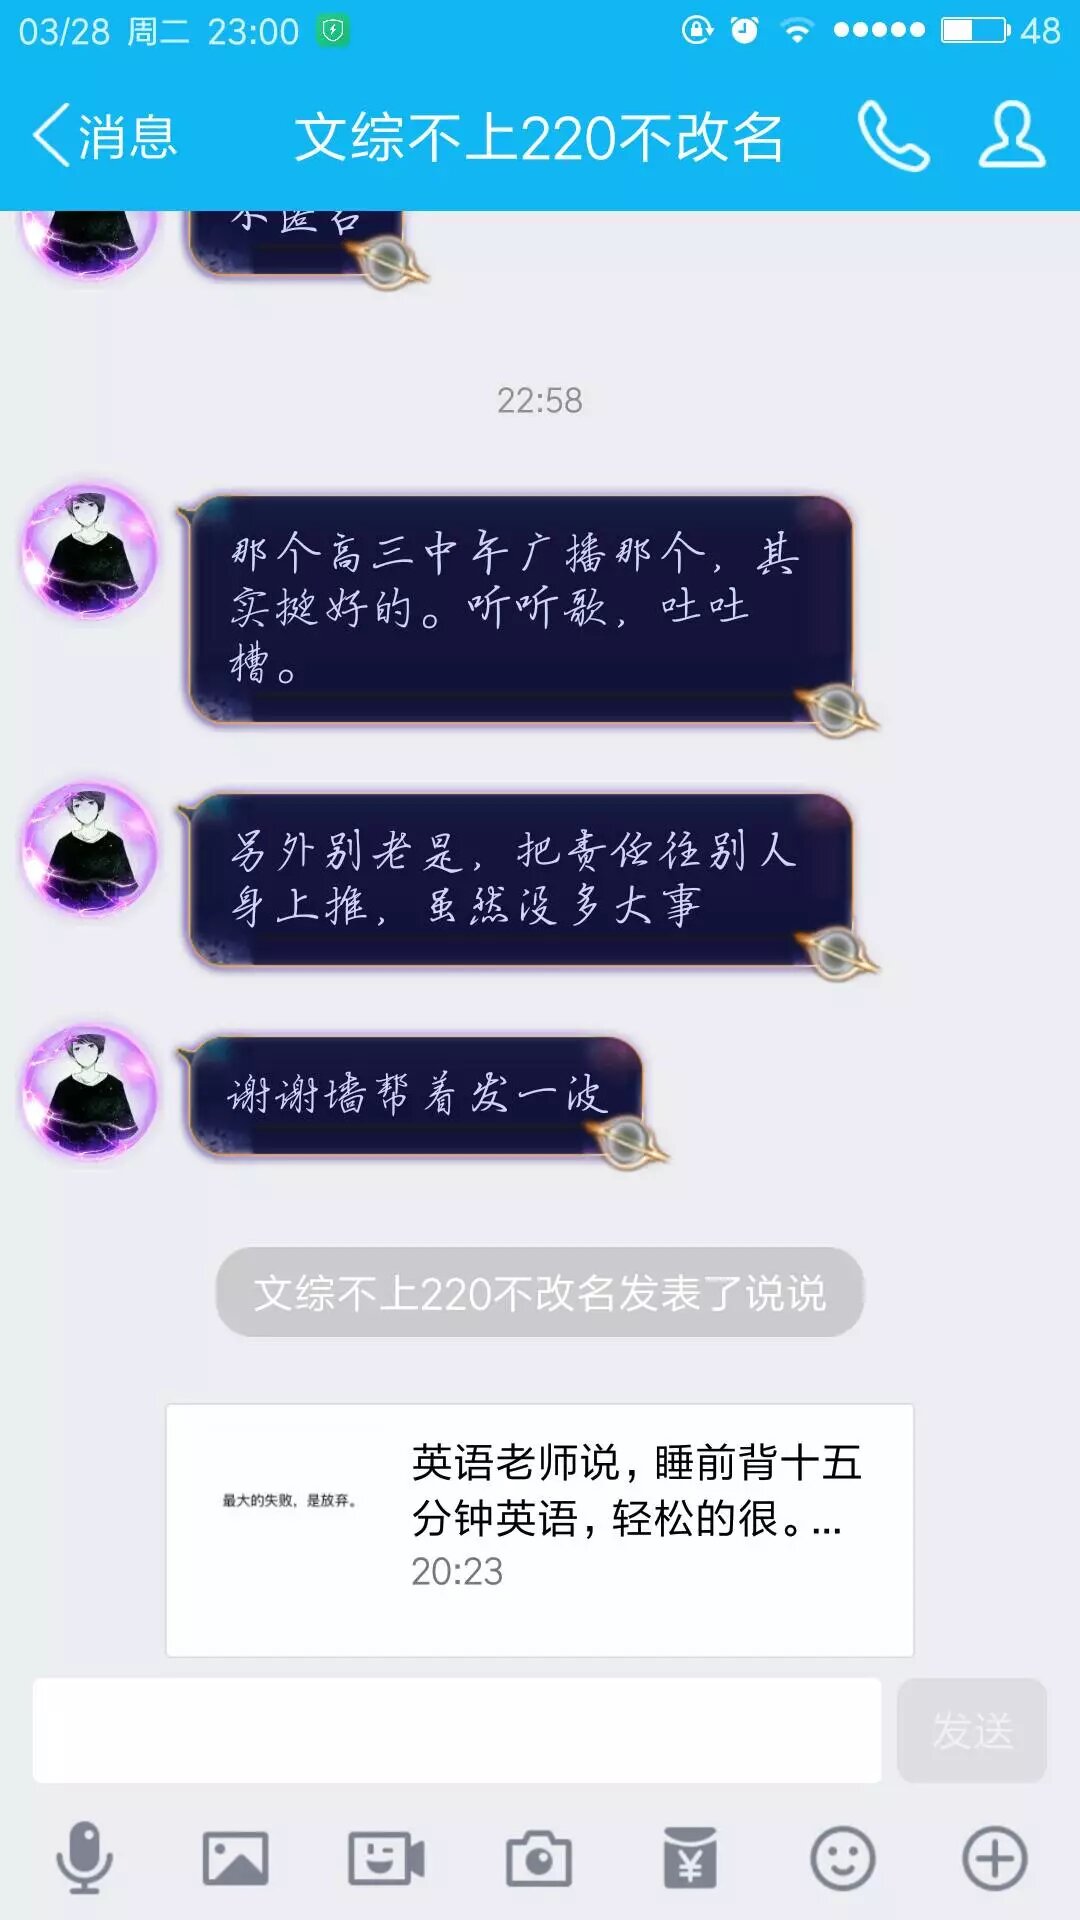 03/28 周二 23:00
48
消息
文综不上220不改名
不匿名
22:58
那个高三中午广播那个，其
实挺好的。听听歌，吐吐
槽。
另外别老是，把责任往别人
身上推，虽然没多大事
谢谢墙帮着发一波
文综不上220不改名发表了说说
最大的失败，是放弃。
英语老师说，睡前背十五
分钟英语，轻松的很。...
20:23
发送